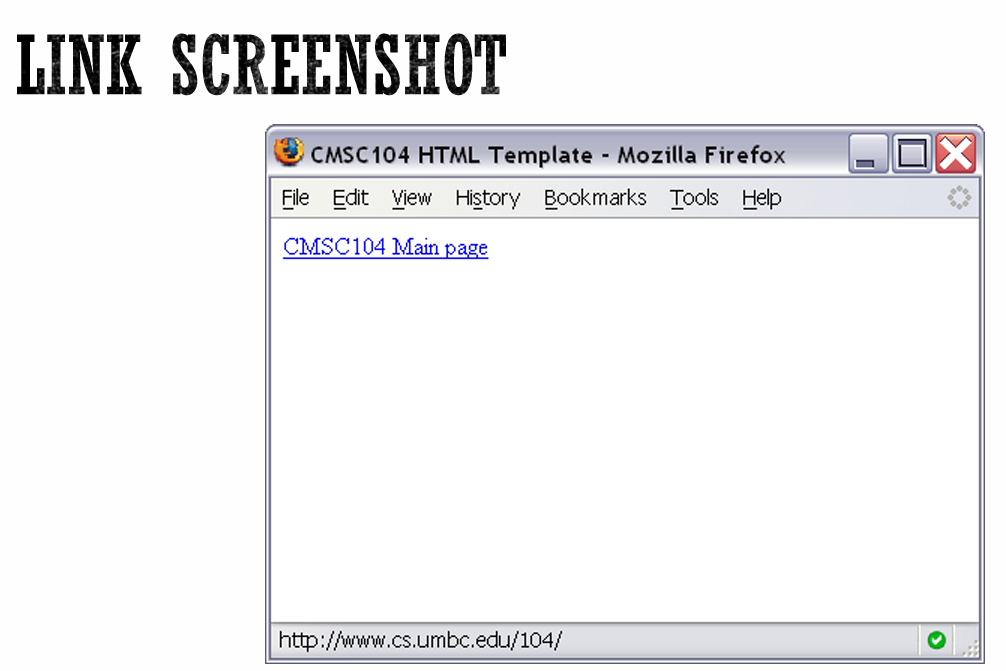 LINK SCREENSHOT
CMSC104 HTML Template - Mozilla Firefox
File Edit View History Bookmarks Tools Help
CMSC104 Main page
http://www.cs.umbc.edu/104/